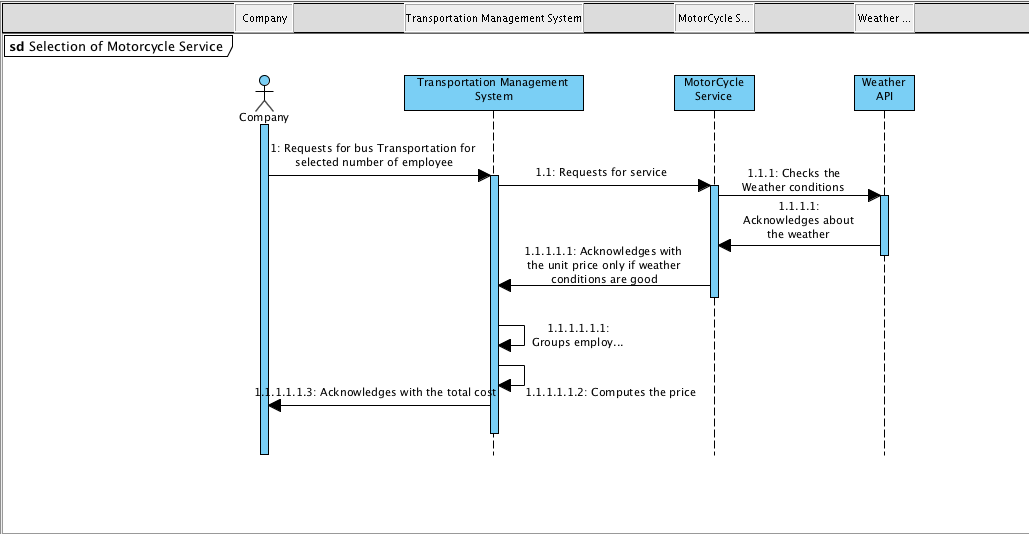 Company
Transportation Management System
MotorCycle S...
Weather ...
sd Selection of Motorcycle Service
Company
Transportation Management
System
MotorCycle
Service
Weather
API
1: Requests for bus Transportation for
selected number of employee
1.1: Requests for service
1.1.1: Checks the
Weather conditions
1.1.1.1:
Acknowledges about
the weather
1.1.1.1.1: Acknowledges with
the unit price only if weather
conditions are good
1.1.1.1.1.1:
Groups employ...
1.1.1.1.1.2: Computes the price
1.1.1.1.1.3: Acknowledges with the total cost